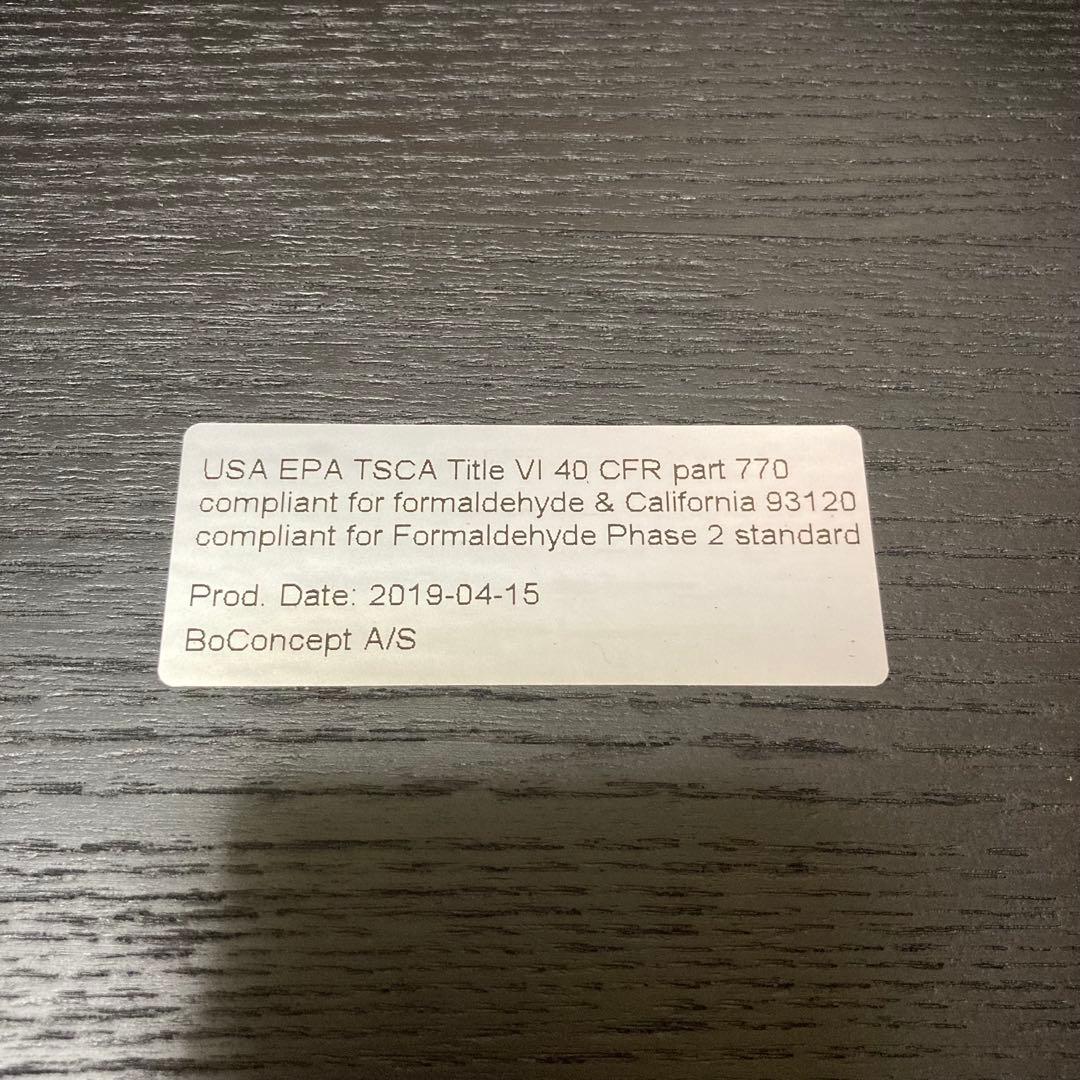 USA EPA TSCA Title VI 40 CFR part 770
compliant for formaldehyde & California 93120
compliant for Formaldehyde Phase 2 standard
Prod. Date: 2019-04-15
BoConcept A/S